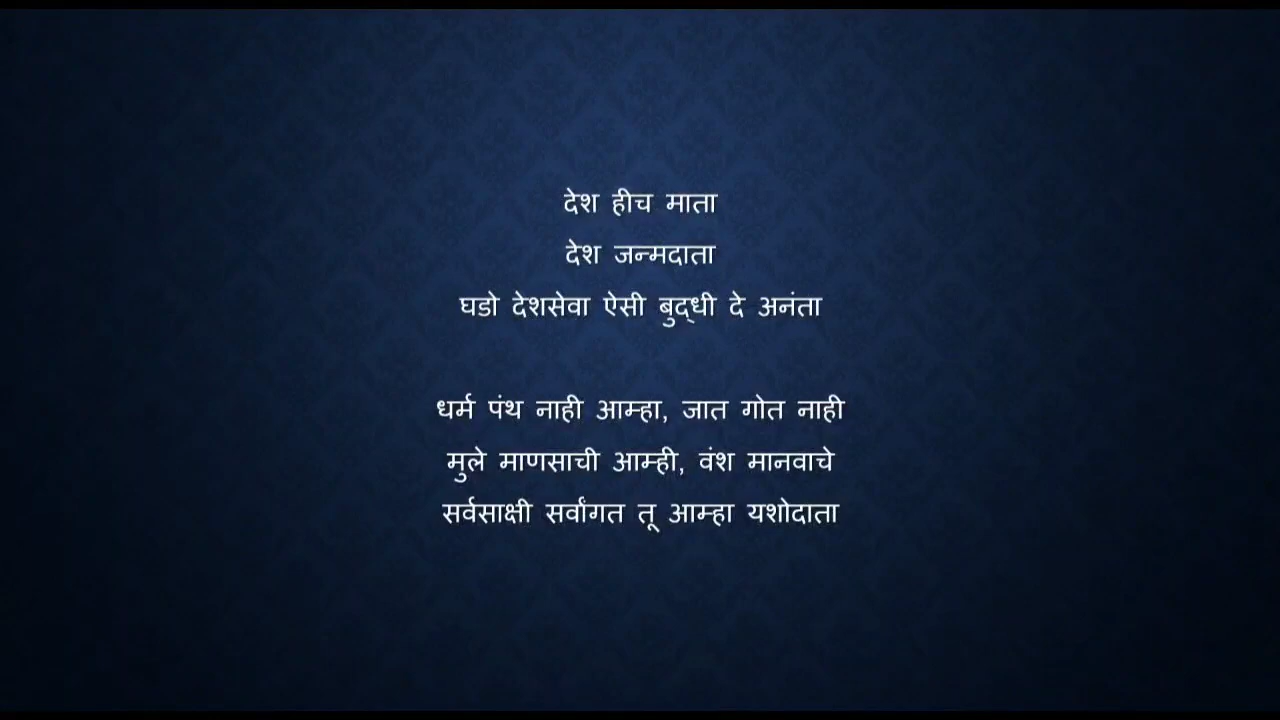 देश हीच माता
देश जन्मदाता
घडो देशसेवा ऐसी बुद्‌धी दे अनंता
धर्म पंथ नाही आम्हा, जात गोत नाही
मुले माणसाची आम्ही, वंश मानवाचे
सर्वसाक्षी सर्वांगत तू आम्हा यशोदाता